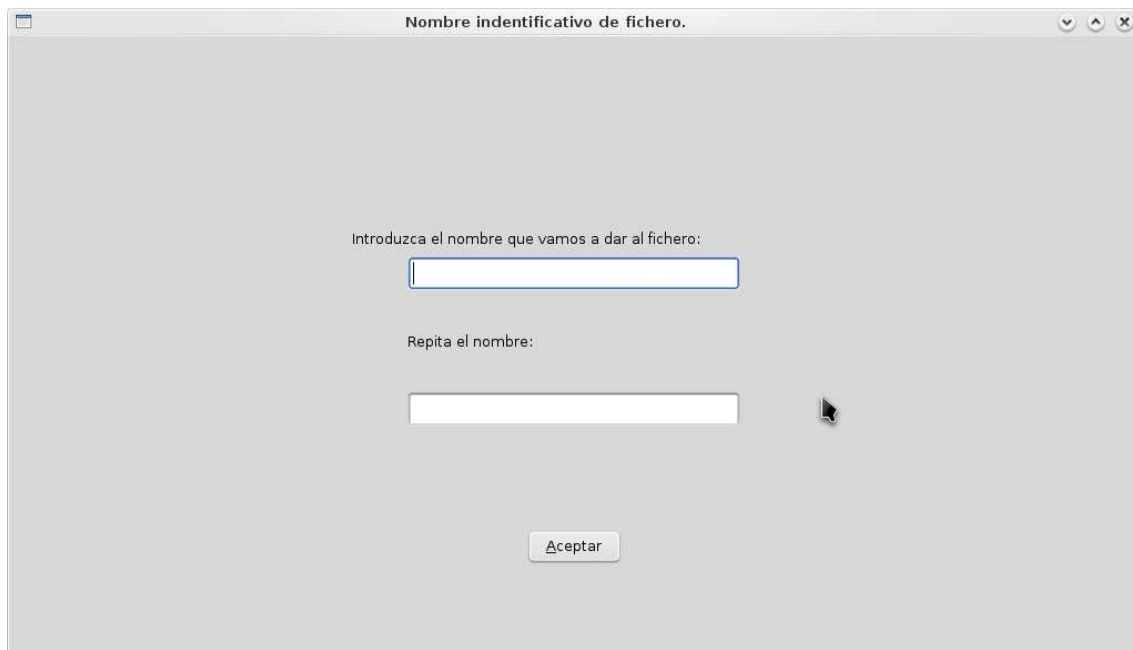 Nombre indentificativo de fichero.
Introduzca el nombre que vamos a dar al fichero:
Repita el nombre:
Aceptar